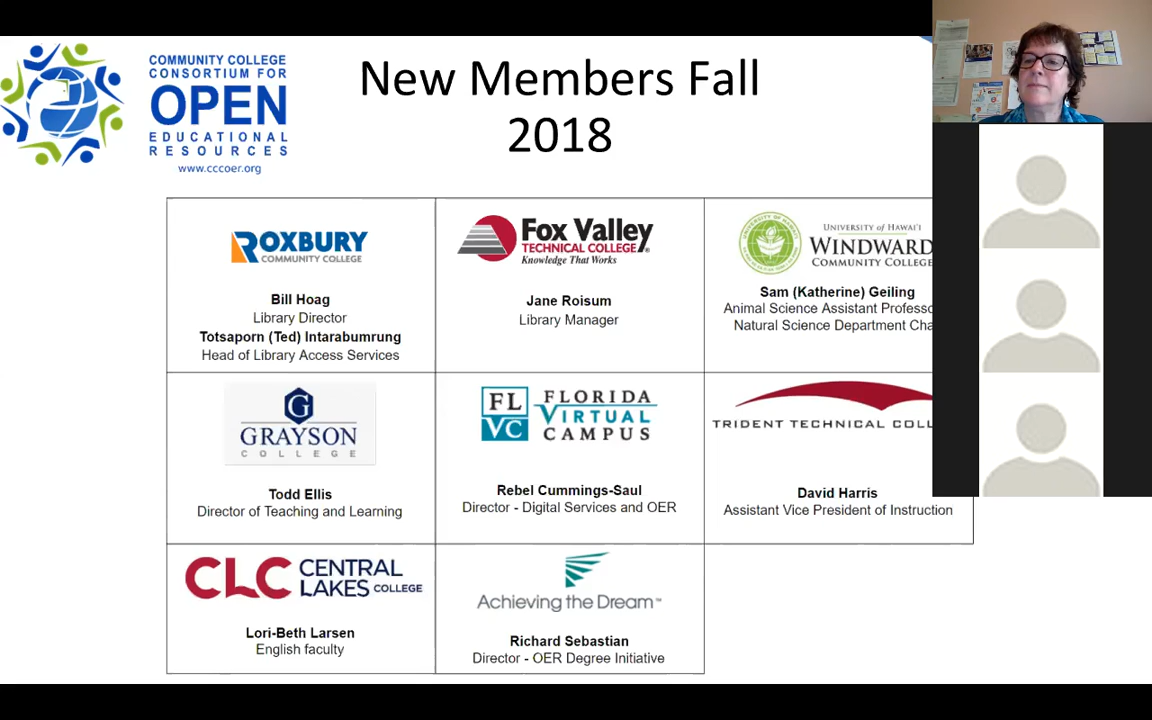 COMMUNITY COLLEGE
CONSORTIUM FOR
OPEN
EDUCATIONAL
RESOURCES
www.cccoer.org
New Members Fall
2018
ROXBURY
COMMUNITY COLLEGE
Bill Hoag
Library Director
Totsaporn (Ted) Intarabumrung
Head of Library Access Services
Fox Valley
TECHNICAL COLLEGE
Knowledge That Works
Jane Roisum
Library Manager
UNIVERSITY OF HAWAI'I
WINDWARD
COMMUNITY COLLEGE
Sam (Katherine) Geiling
Animal Science Assistant Professo
Natural Science Department Cha
G
GRAYSON
COLLEGE
Todd Ellis
Director of Teaching and Learning
FL
VC
FLORIDA
VIRTUAL
CAMPUS
Rebel Cummings-Saul
Director - Digital Services and OER
TRIDENT TECHNICAL COLL
David Harris
Assistant Vice President of Instruction
CLC CENTRAL
LAKES COLLEGE
Lori-Beth Larsen
English faculty
Achieving the Dream™
Richard Sebastian
Director - OER Degree Initiative